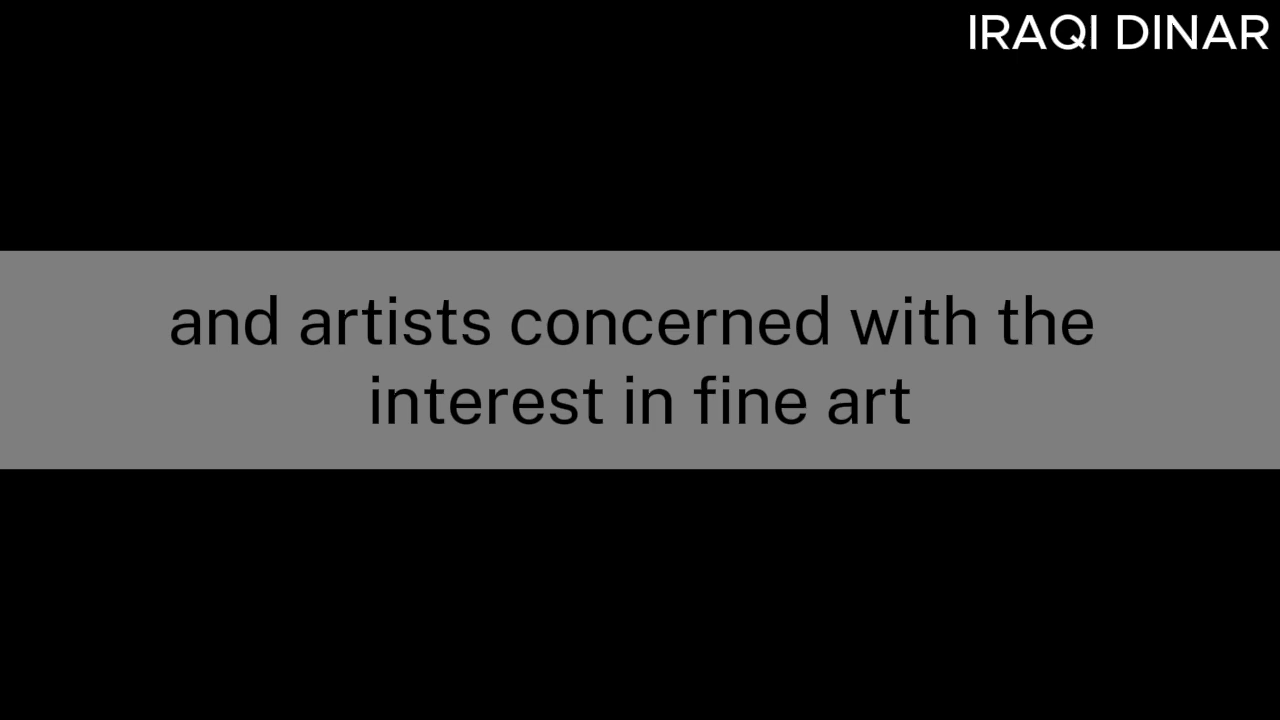 IRAQI DINAR
and artists concerned with the
interest in fine art